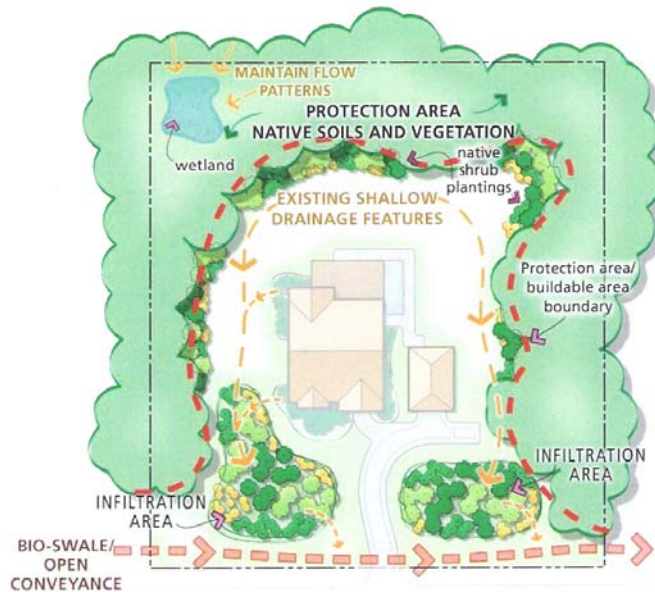 MAINTAIN FLOW
PATTERNS
PROTECTION AREA
NATIVE SOILS AND VEGETATION
wetland
native
shrub
plantings
EXISTING SHALLOW
DRAINAGE FEATURES
Protection area/
buildable area
boundary
INFILTRATION
AREA
INFILTRATION
AREA
BIO-SWALE/
OPEN
CONVEYANCE